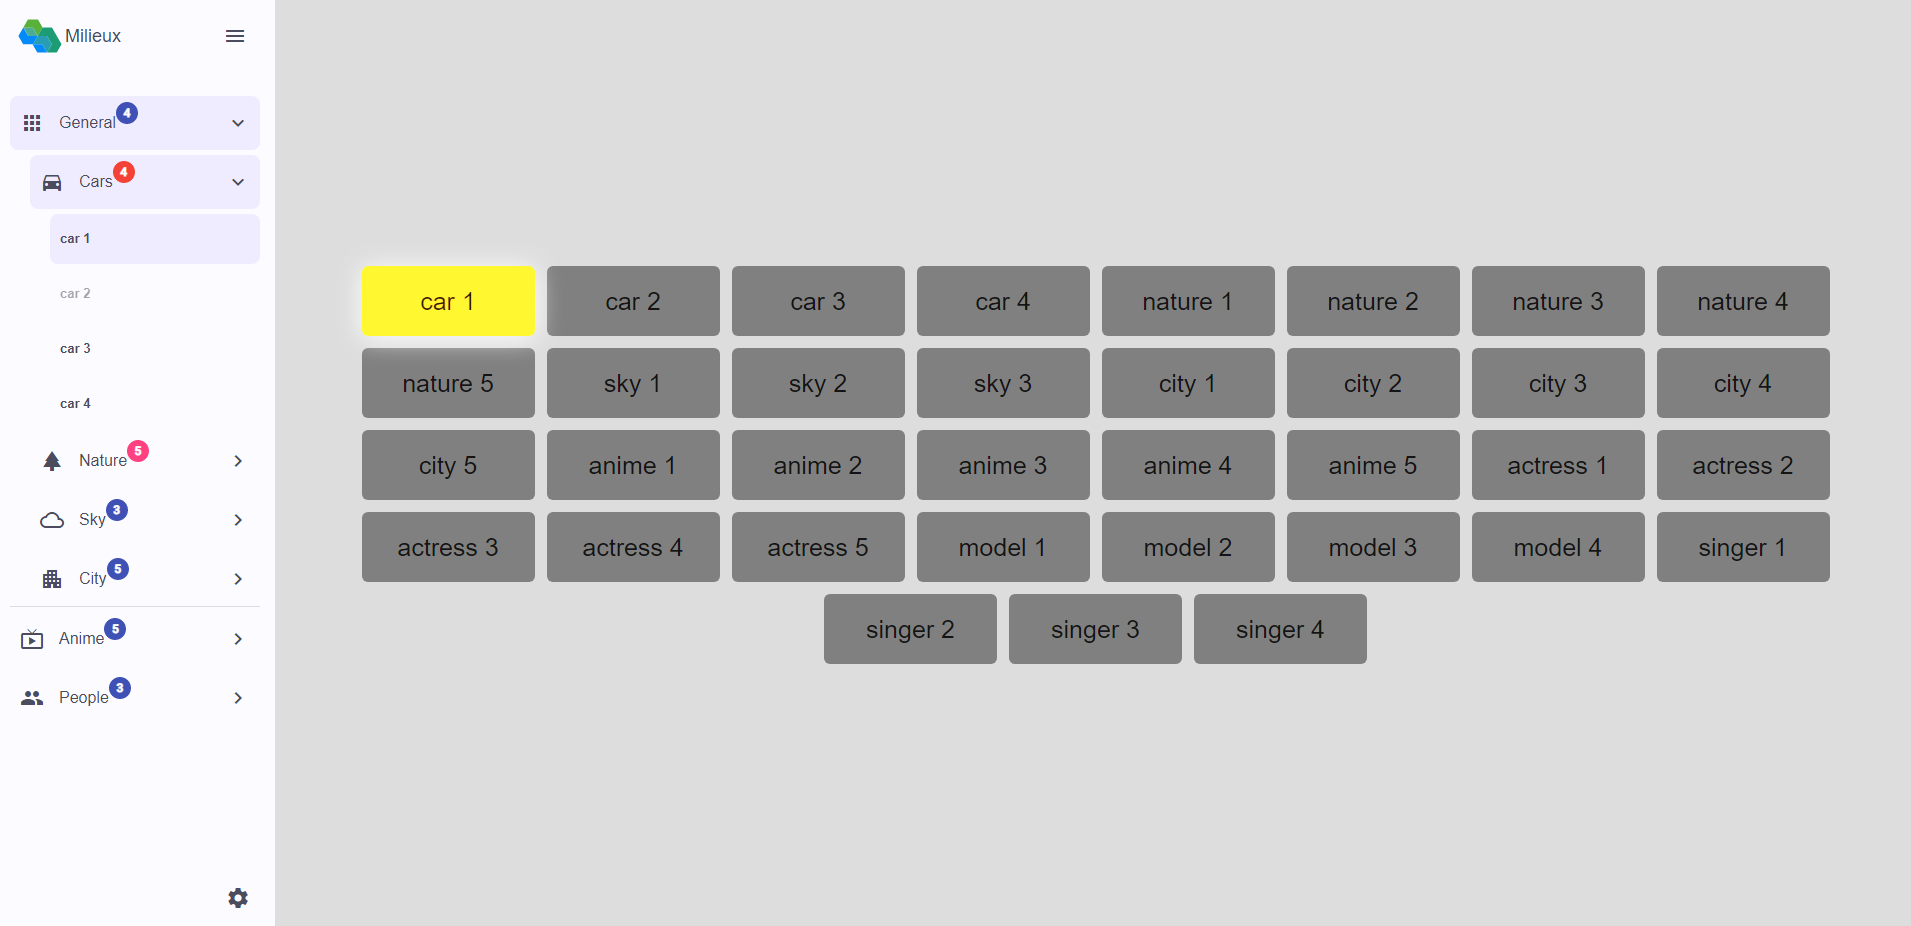 Milieux
General 4
Cars 4
car 1
car 2
car 3
car 4
Nature 5
Sky 3
City 5
Anime 5
People 3
car 1 car 2 car 3 car 4 nature 1 nature 2 nature 3 nature 4
nature 5 sky 1 sky 2 sky 3 city 1 city 2 city 3 city 4
city 5 anime 1 anime 2 anime 3 anime 4 anime 5 actress 1 actress 2
actress 3 actress 4 actress 5 model 1 model 2 model 3 model 4 singer 1
singer 2 singer 3 singer 4